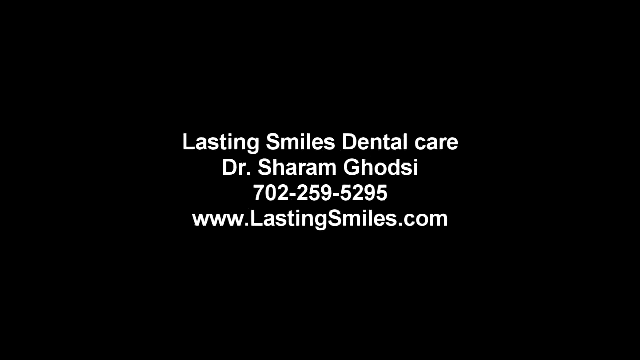 Lasting Smiles Dental care
Dr. Sharam Ghodsi
702-259-5295
www.LastingSmiles.com